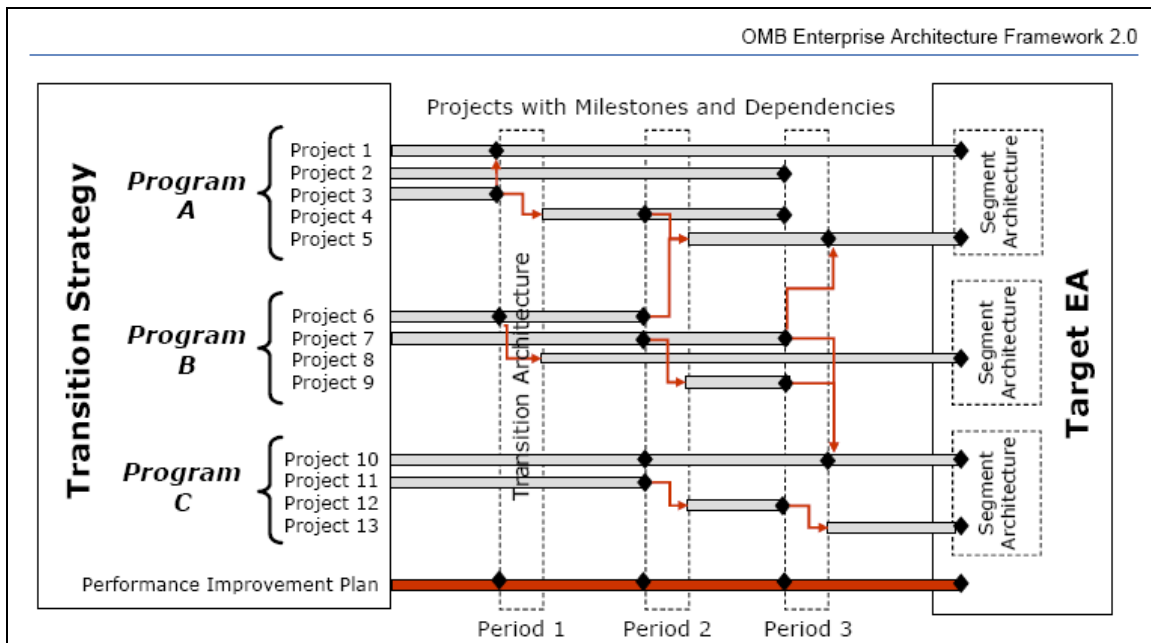 OMB Enterprise Architecture Framework 2.0
Projects with Milestones and Dependencies
Transition Strategy
Program
A
Project 1
Project 2
Project 3
Project 4
Project 5
Program
B
Project 6
Project 7
Project 8
Project 9
Program
C
Project 10
Project 11
Project 12
Project 13
Performance Improvement Plan
Transition Architecture
Period 1
Period 2
Period 3
Segment
Architecture
Segment
Architecture
Segment
Architecture
Target EA